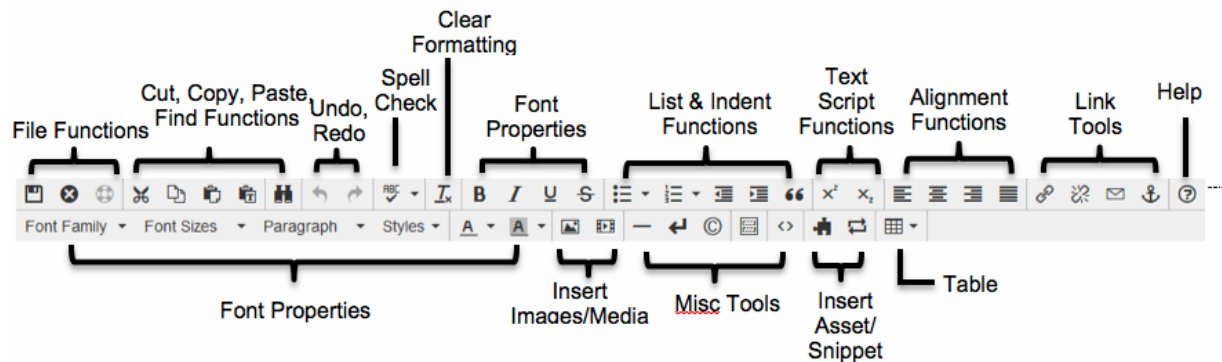 Clear
Formatting
Cut, Copy, Paste,
Find Functions
Spell
Check
Text
Script
Functions
File Functions
Undo,
Redo
Font
Properties
List & Indent
Functions
Alignment
Functions
Link
Tools
Help
ABC
Font Family
Font Sizes
Paragraph
Styles
A
A
Font Properties
Insert
Images/Media
Misc Tools
Insert
Asset/
Snippet
Table